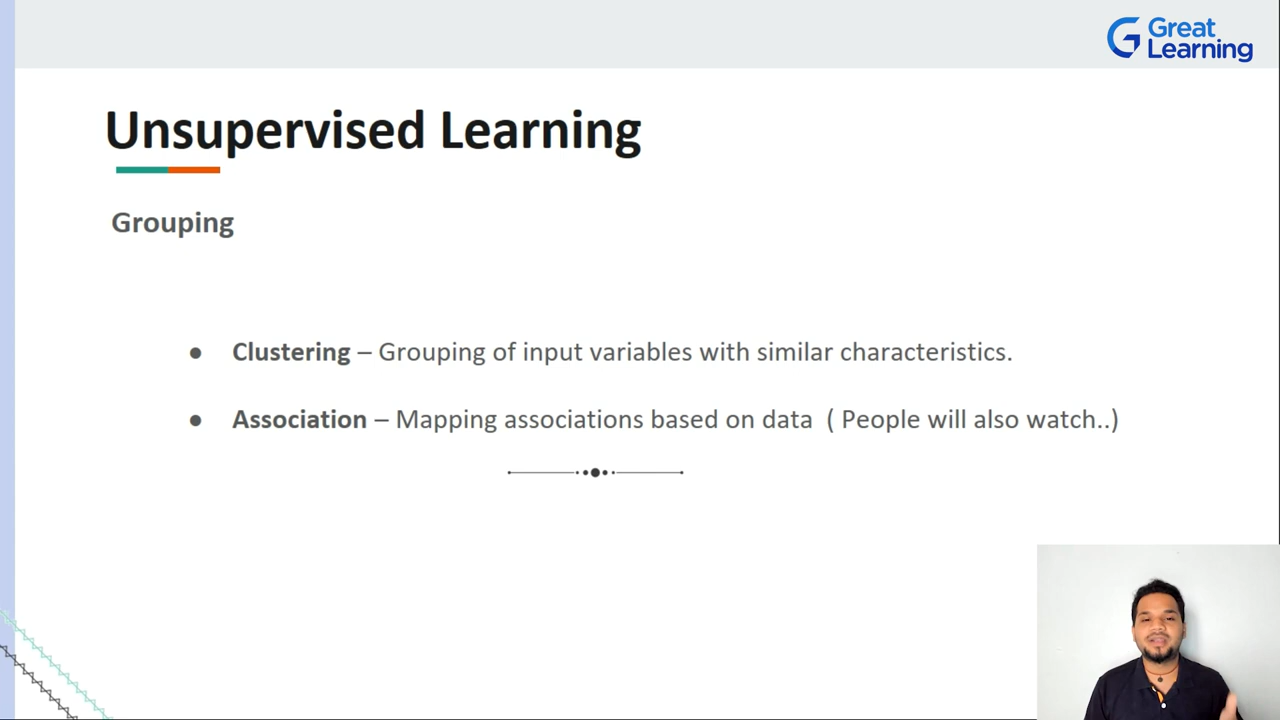 Great
Learning
Unsupervised Learning
Grouping
● Clustering – Grouping of input variables with similar characteristics.
● Association – Mapping associations based on data ( People will also watch..)